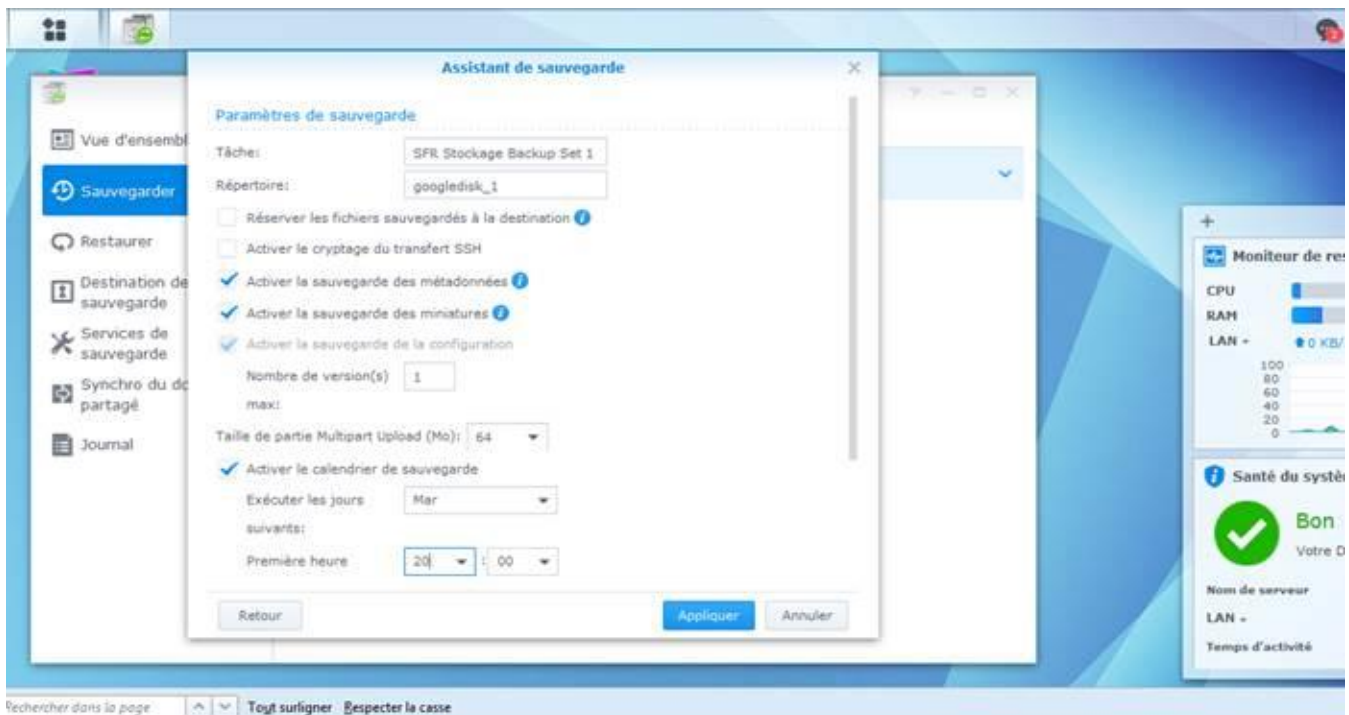 Assistant de sauvegarde
Paramètres de sauvegarde
Tâche: SFR Stockage Backup Set 1
Répertoire: googledisk_1
Réserver les fichiers sauvegardés à la destination
Activer le cryptage du transfert SSH
Activer la sauvegarde des métadonnées
Activer la sauvegarde des miniatures
Activer la sauvegarde de la configuration
Nombre de version(s) 1
max:
Taille de partie Multipart Upload (Mo): 64
Activer le calendrier de sauvegarde
Exécuter les jours Mar
suivants:
Première heure 20 : 00
Retour
Appliquer
Annuler
Vue d'ensembl
Sauvegarder
Restaurer
Destination de
sauvegarde
Services de
sauvegarde
Synchro du do
partagé
Journal
2
Moniteur de res
CPU
RAM
LAN
0 KB/
100
80
60
40
20
0
Santé du systè
Bon
Votre D
Nom de serveur
LAN
Temps d'activité
Rechercher dans la page
Tout surligner
Respecter la casse